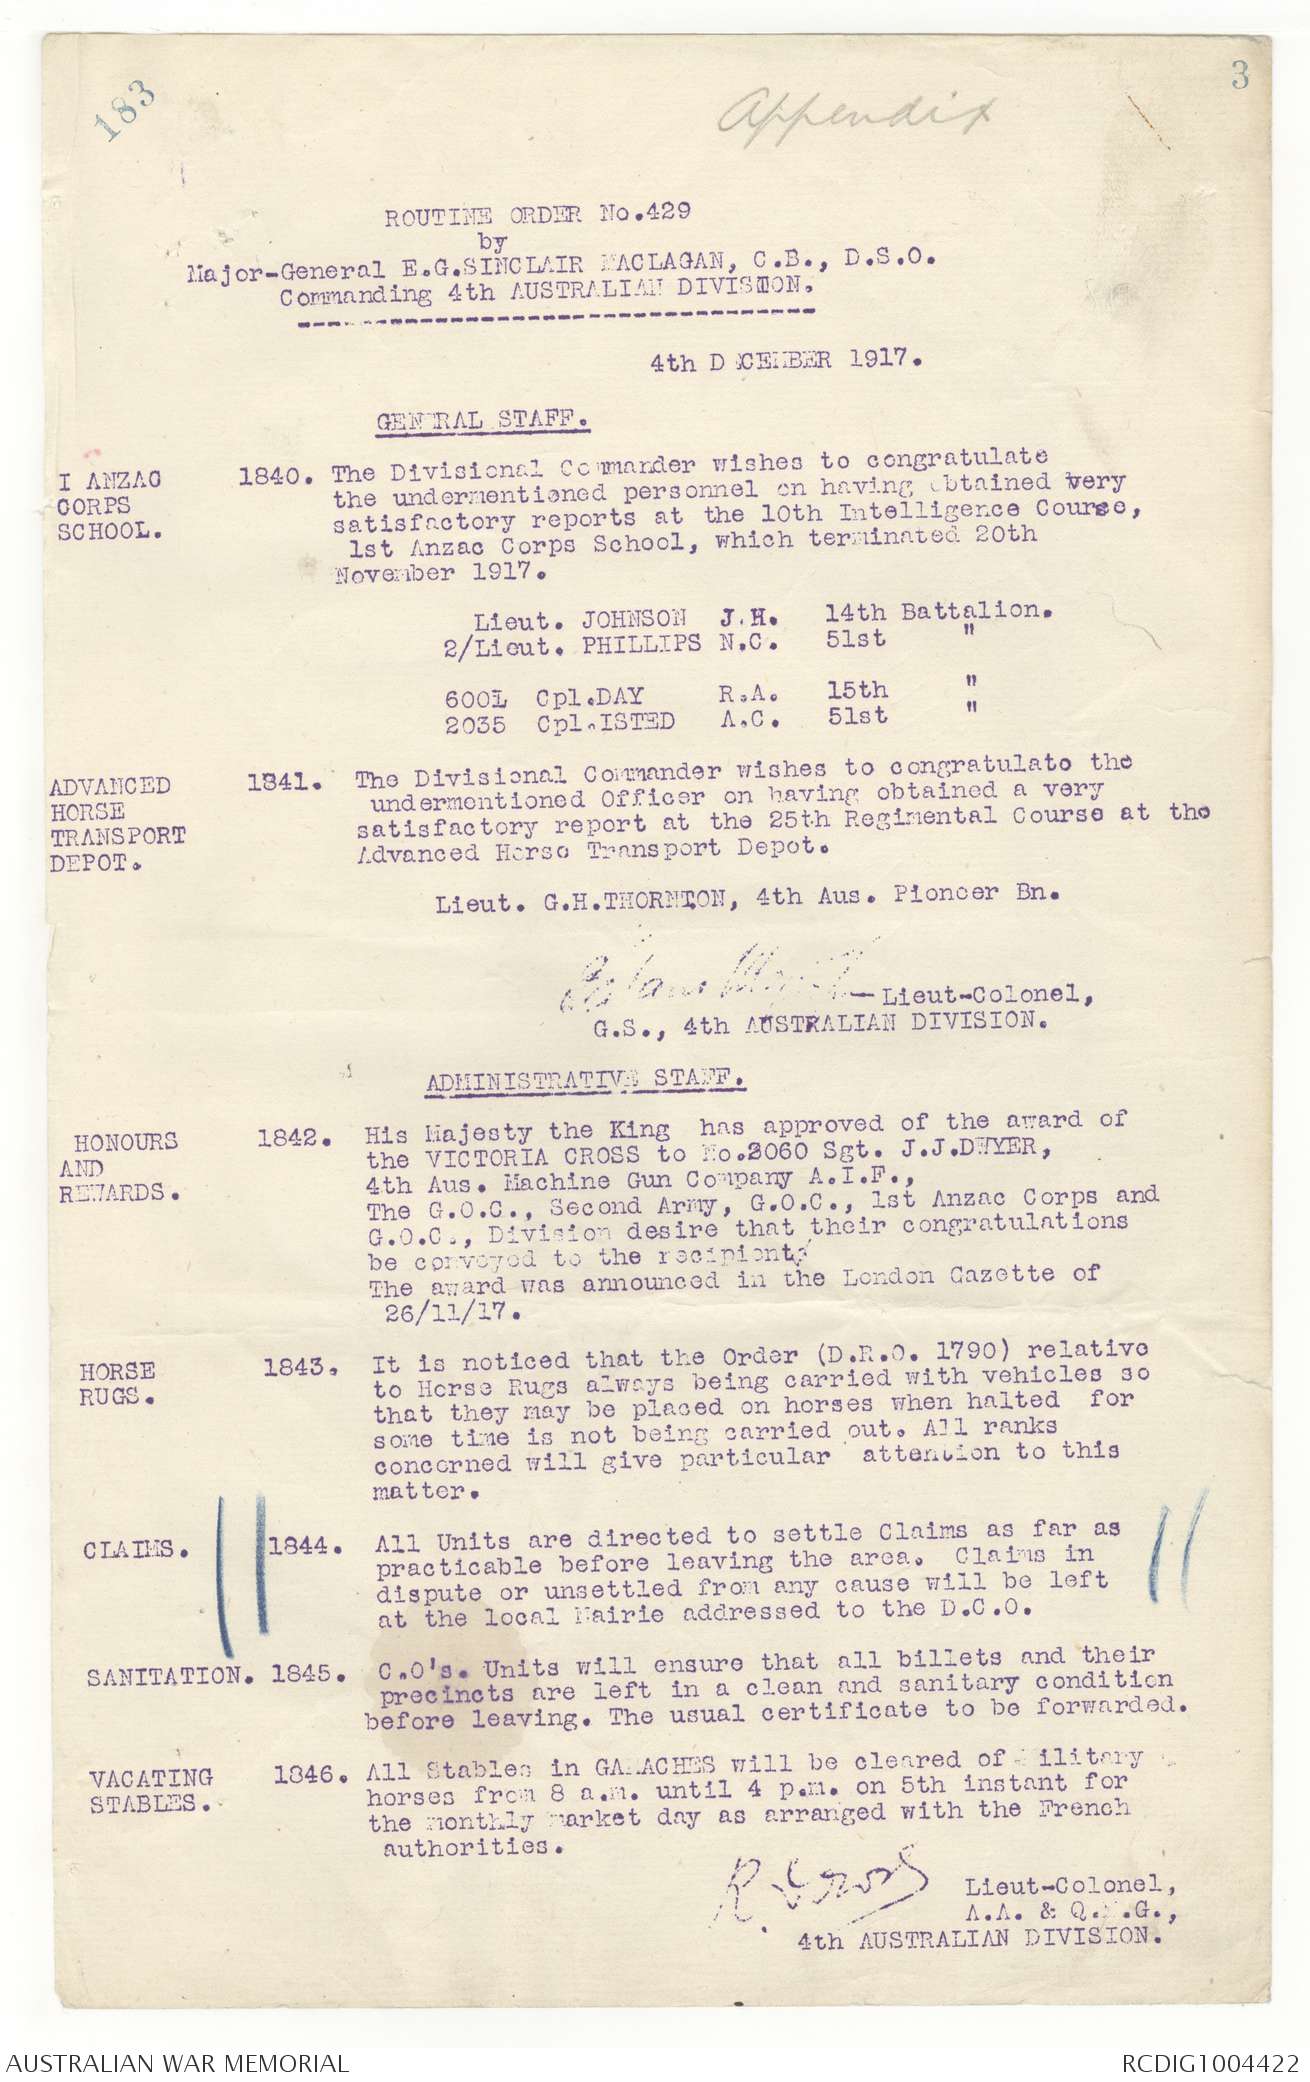 183
3
Appendix
ROUTINE ORDER No.429
by
Major-General E.G.SINCLAIR MACLAGAN, C.B., D.S.O.
Commanding 4th AUSTRALIAN DIVISION.
4th DECEMBER 1917.
GENERAL STAFF.
I ANZAC
CORPS
SCHOOL.
1840. The Divisional Commander wishes to congratulate
the undermentioned personnel on having obtained very
satisfactory reports at the 10th Intelligence Course,
1st Anzac Corps School, which terminated 20th
November 1917.
Lieut. JOHNSON J.H. 14th Battalion.
2/Lieut. PHILLIPS N.C. 51st "
6001 Cpl.DAY R.A. 15th "
2035 Cpl.ISTED A.C. 51st "
ADVANCED
HORSE
TRANSPORT
DEPOT.
1841. The Divisional Commander wishes to congratulate the
undermentioned Officer on having obtained a very
satisfactory report at the 25th Regimental Course at the
Advanced Horse Transport Depot.
Lieut. G.H.THORNTON, 4th Aus. Pioneer Bn.
Lieut-Colonel,
G.S., 4th AUSTRALIAN DIVISION.
ADMINISTRATIVE STAFF.
HONOURS
AND
REWARDS.
1842. His Majesty the King has approved of the award of
the VICTORIA CROSS to No.2060 Sgt. J.J.DWYER,
4th Aus. Machine Gun Company A.I.F.,
The G.O.C., Second Army, G.O.C., 1st Anzac Corps and
G.O.C., Division desire that their congratulations
be conveyed to the recipient.
The award was announced in the London Gazette of
26/11/17.
HORSE
RUGS.
1843. It is noticed that the Order (D.R.O. 1790) relative
to Horse Rugs always being carried with vehicles so
that they may be placed on horses when halted for
some time is not being carried out. All ranks
concerned will give particular attention to this
matter.
CLAIMS. 1844. All Units are directed to settle Claims as far as
practicable before leaving the area. Claims in
dispute or unsettled from any cause will be left
at the local Mairie addressed to the D.C.O.
SANITATION. 1845. C.O's. Units will ensure that all billets and their
precincts are left in a clean and sanitary condition
before leaving. The usual certificate to be forwarded.
VACATING
STABLES.
1846. All Stables in GAMACHES will be cleared of Military
horses from 8 a.m. until 4 p.m. on 5th instant for
the monthly market day as arranged with the French
authorities.
Lieut-Colonel,
A.A. & Q.M.G.,
4th AUSTRALIAN DIVISION.
AUSTRALIAN WAR MEMORIAL
RCDIG1004422